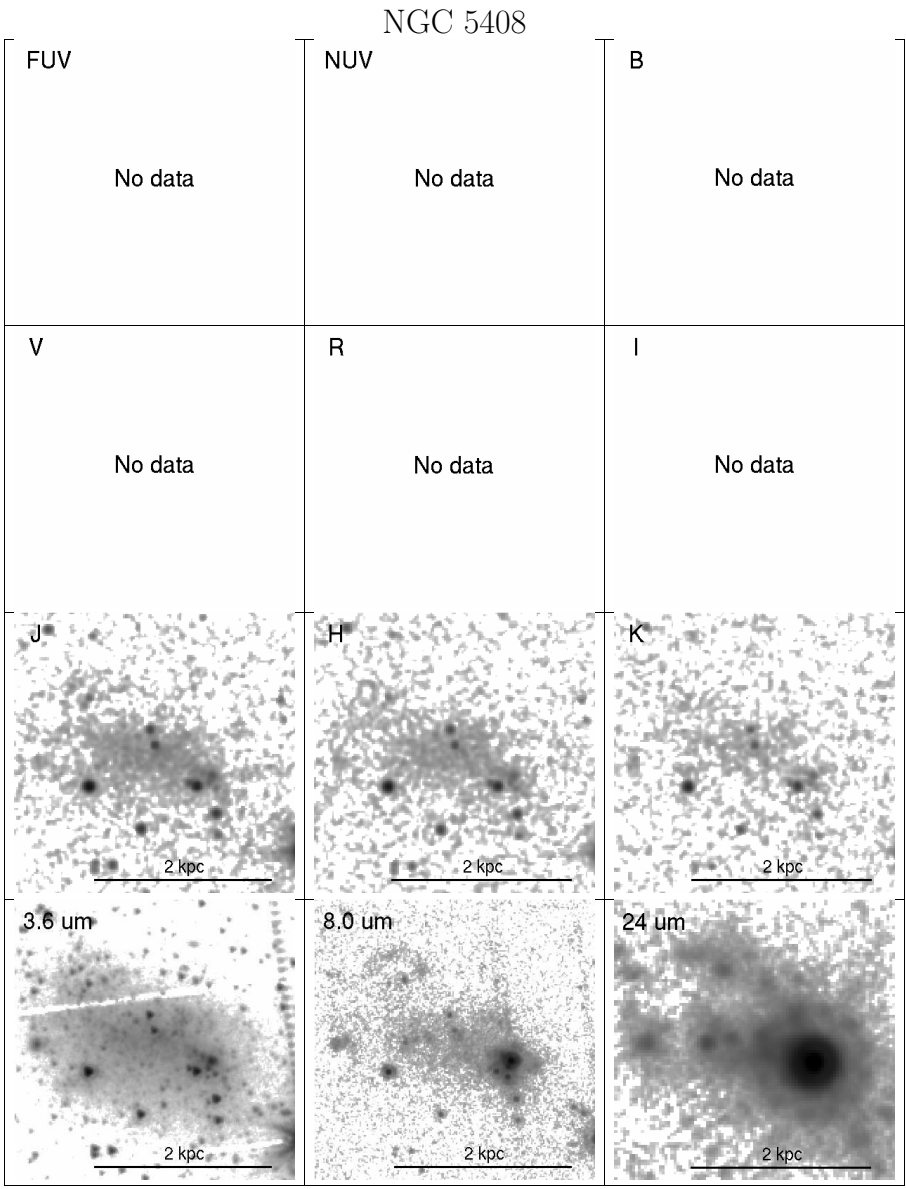 NGC 5408
FUV
NUV
B
No data
No data
No data
V
R
I
No data
No data
No data
J
H
K
2 kpc
2 kpc
2 kpc
3.6 um
8.0 um
24 um
2 kpc
2 kpc
2 kpc